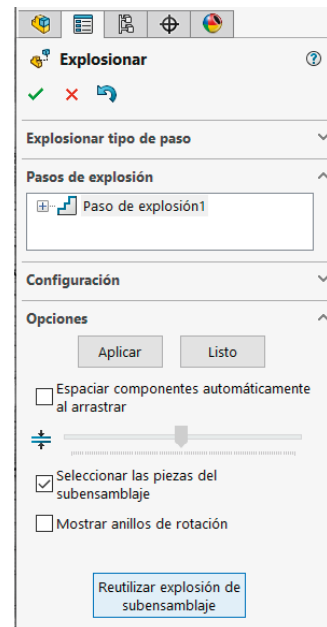 Explosionar
Explosionar tipo de paso
Pasos de explosión
Paso de explosión1
Configuración
Opciones
Aplicar Listo
Espaciar componentes automáticamente
al arrastrar
Seleccionar las piezas del
subensamblaje
Mostrar anillos de rotación
Reutilizar explosión de
subensamblaje